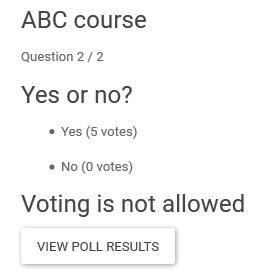 ABC course
Question 2 / 2
Yes or no?
Yes (5 votes)
No (0 votes)
Voting is not allowed
VIEW POLL RESULTS